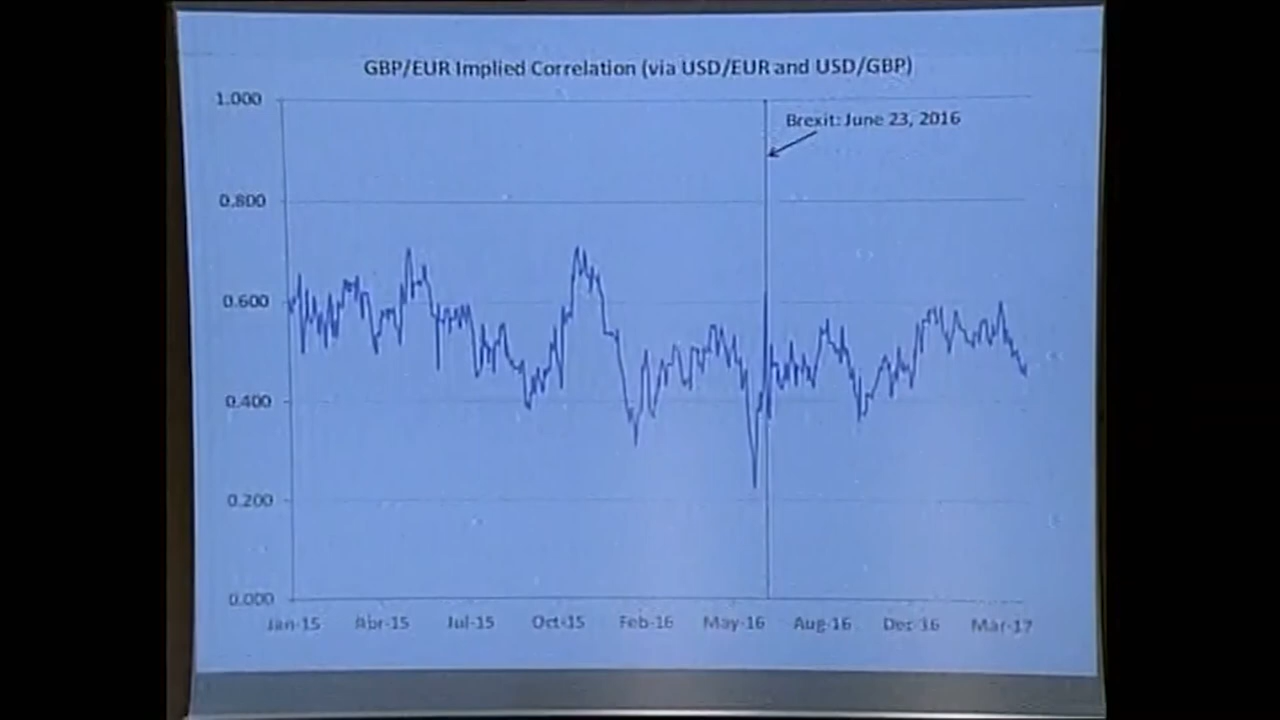 GBP/EUR Implied Correlation (via USD/EUR and USD/GBP)
1.000
Brexit: June 23, 2016
0.800
0.600
0.400
0.200
0.000
Jan-15 Apr-15 Jul-15 Oct-15 Feb-16 May-16 Aug-16 Dec-16 Mar-17